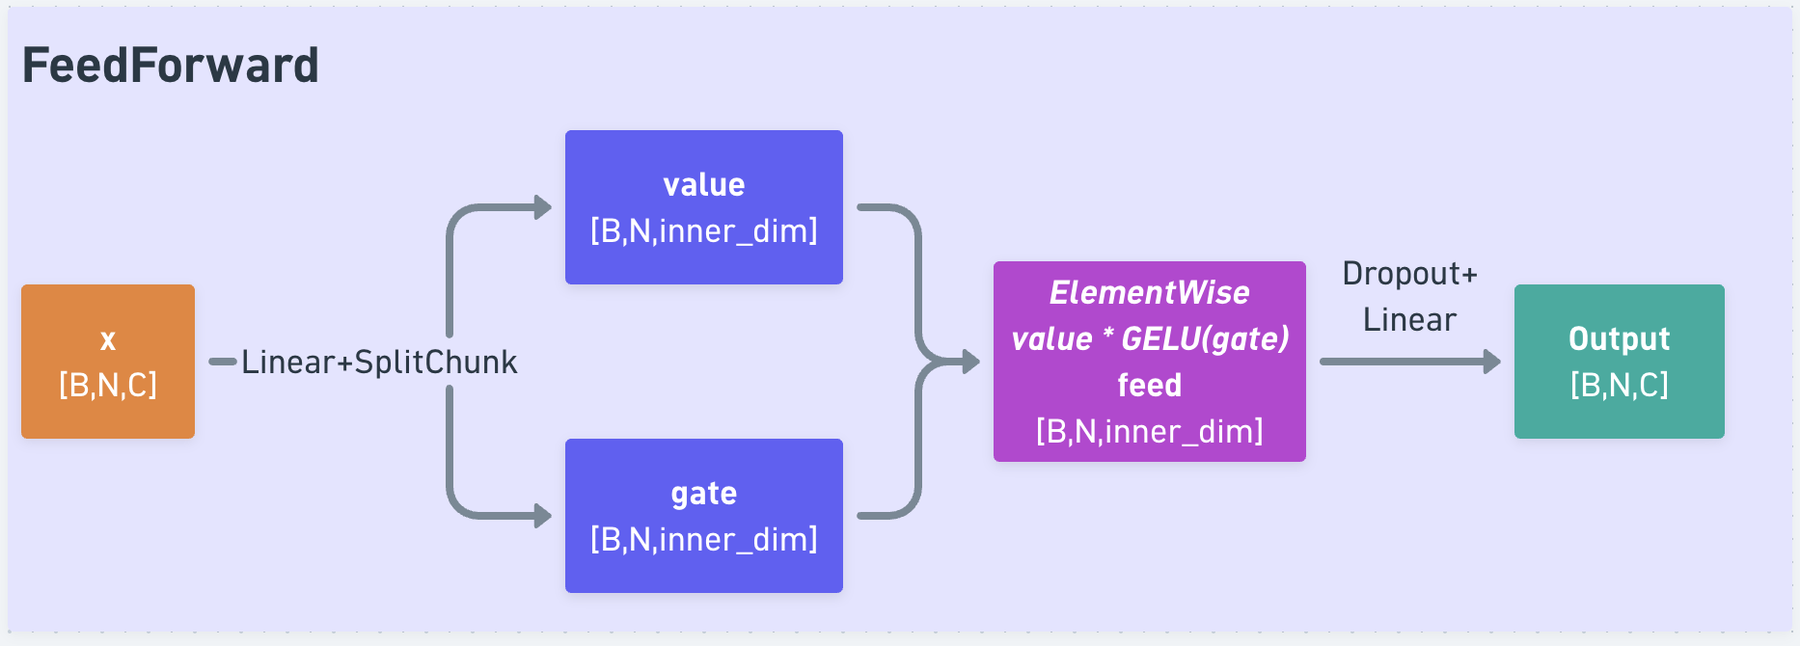 FeedForward
x
[B,N,C]
Linear+SplitChunk
value
[B,N,inner_dim]
gate
[B,N,inner_dim]
ElementWise
value * GELU(gate)
feed
[B,N,inner_dim]
Dropout+
Linear
Output
[B,N,C]